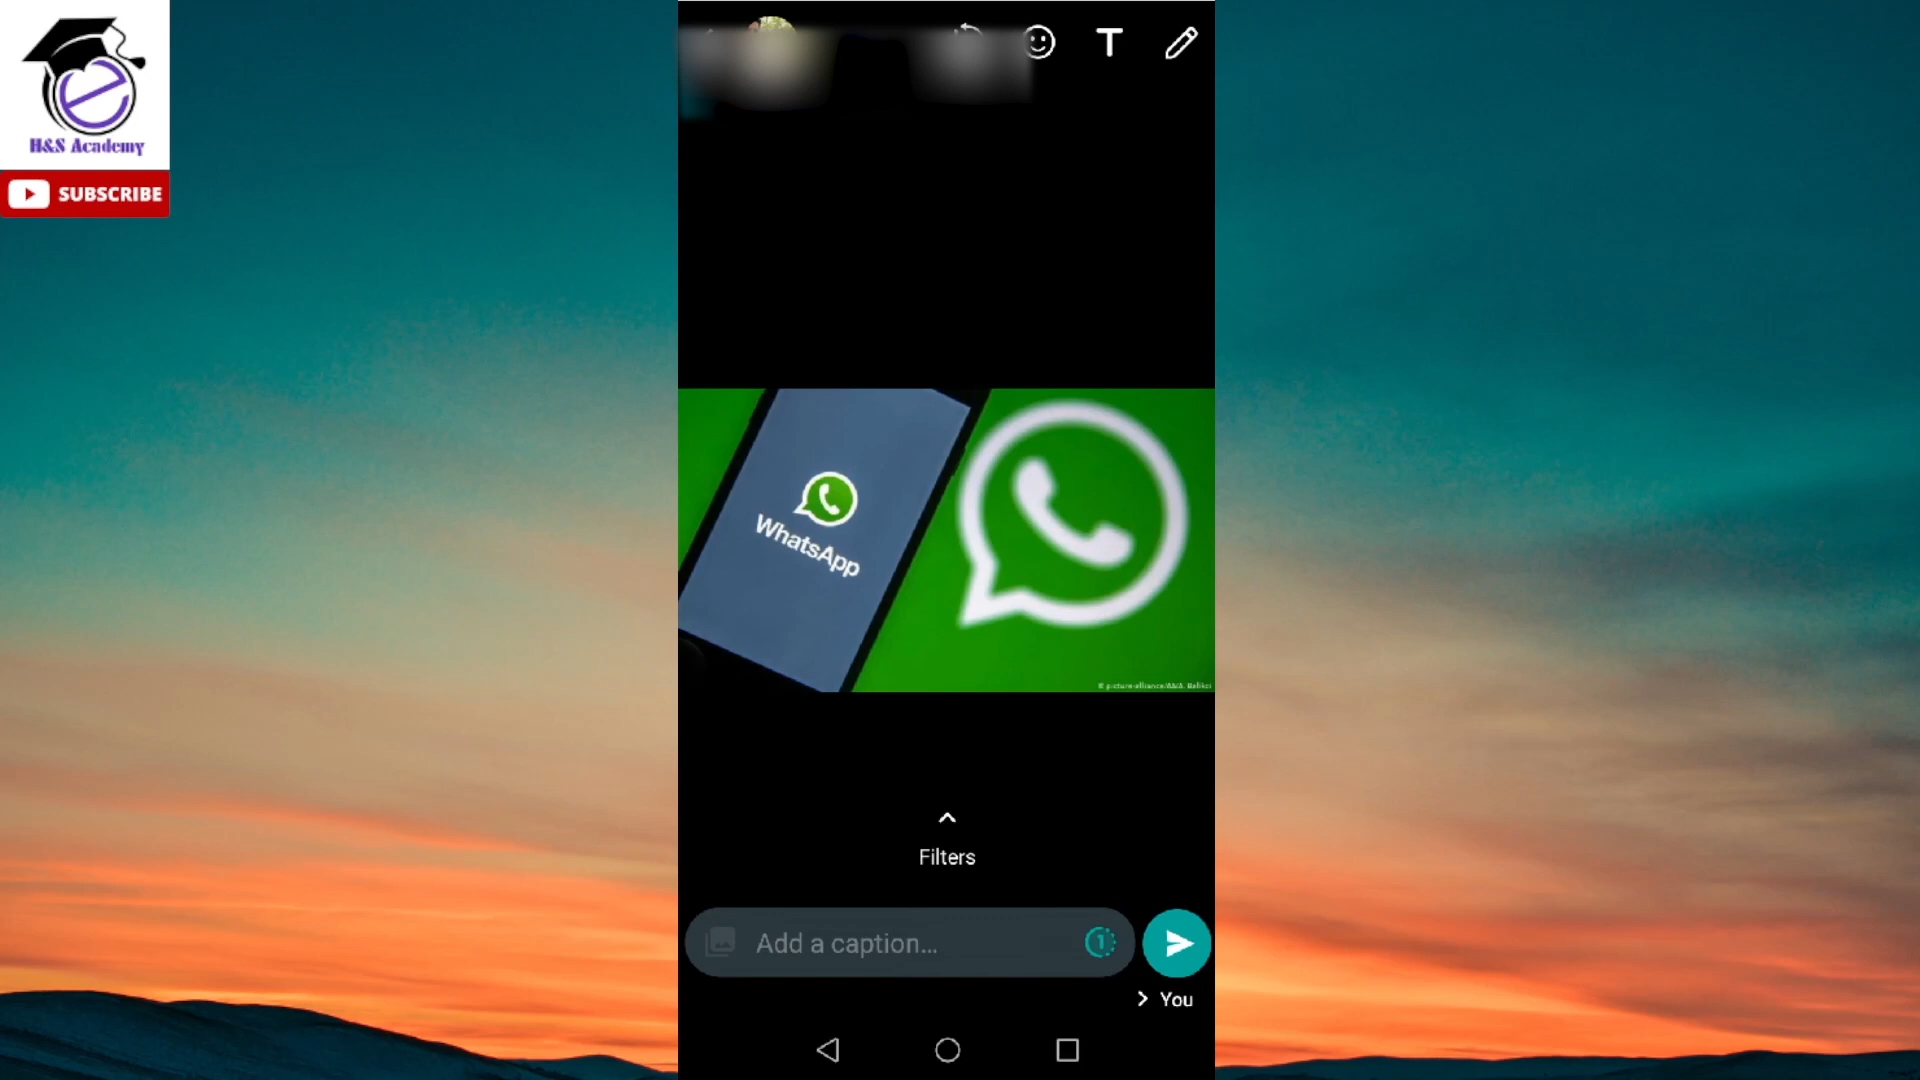 H&S Academy
SUBSCRIBE
T
WhatsApp
Filters
Add a caption...
1
You